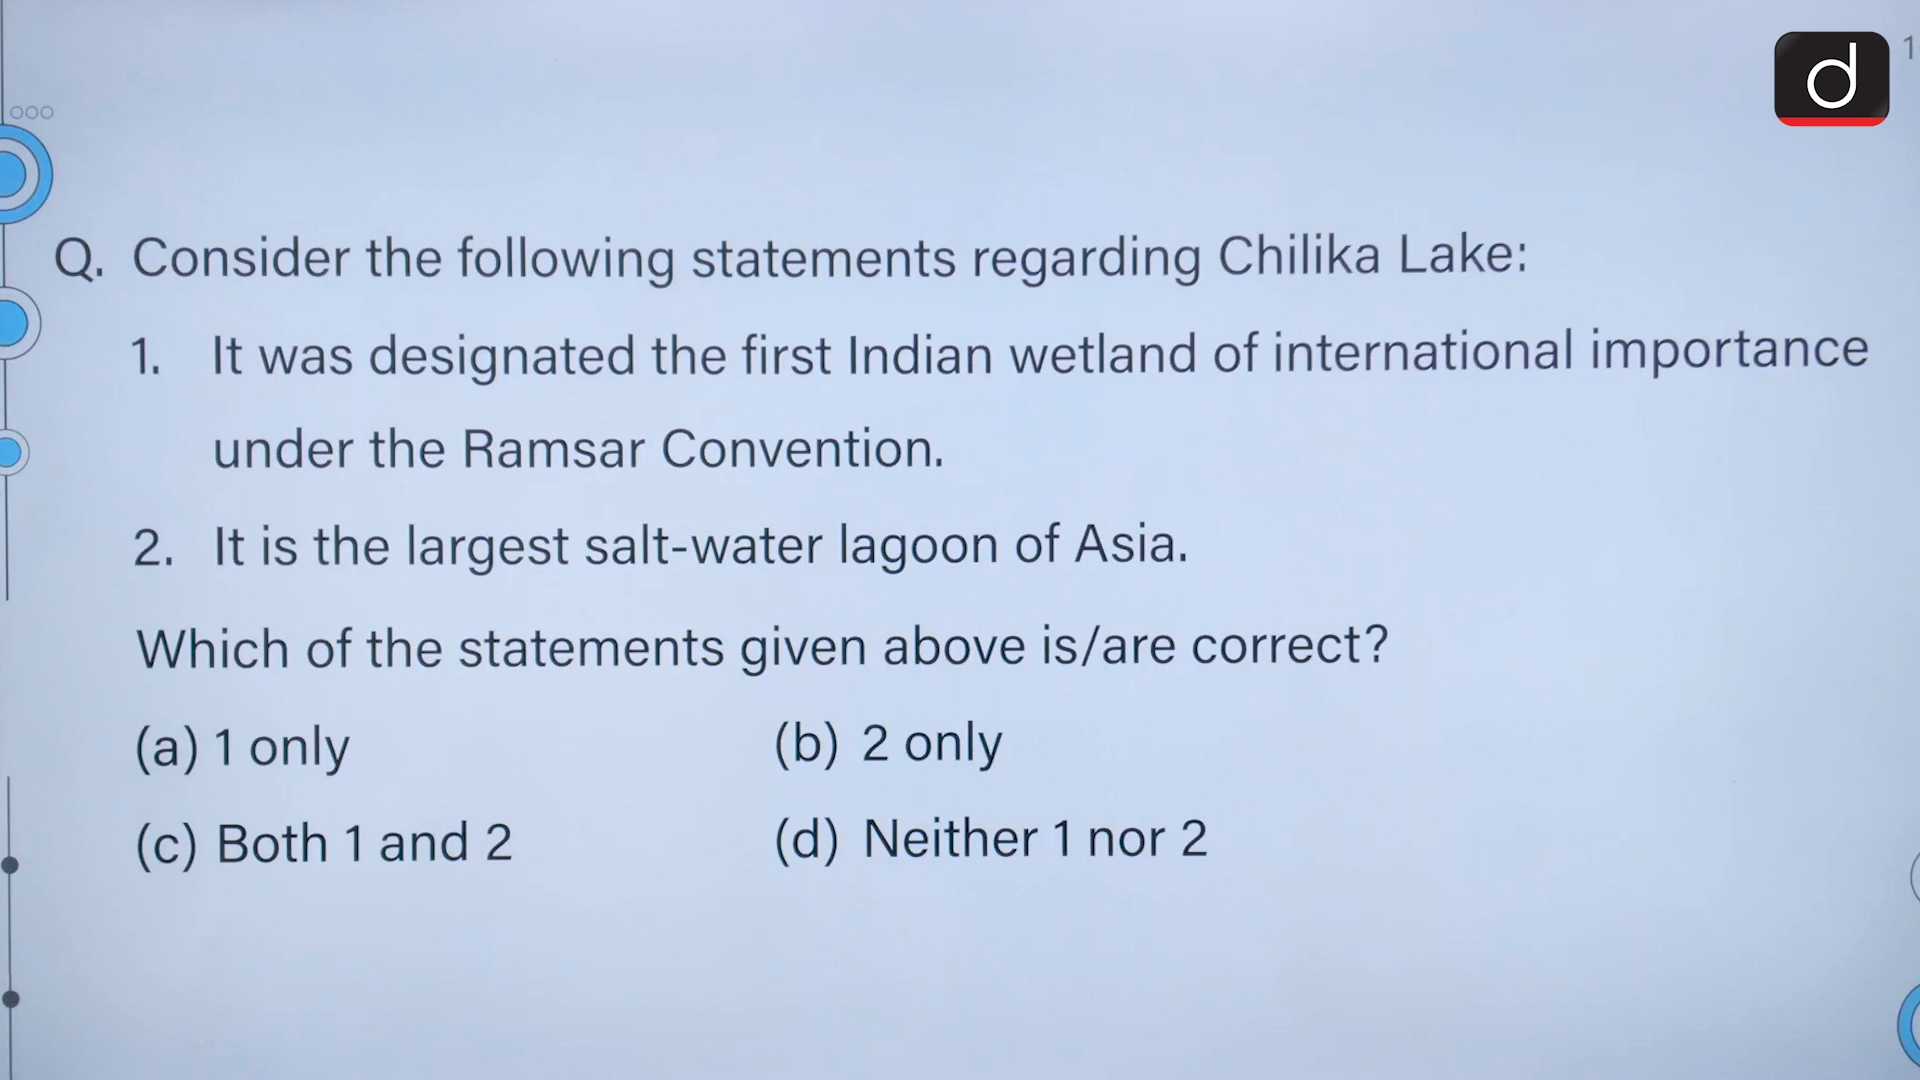 d
1
Q. Consider the following statements regarding Chilika Lake:
1. It was designated the first Indian wetland of international importance
under the Ramsar Convention.
2. It is the largest salt-water lagoon of Asia.
Which of the statements given above is/are correct?
(a) 1 only (b) 2 only
(c) Both 1 and 2 (d) Neither 1 nor 2